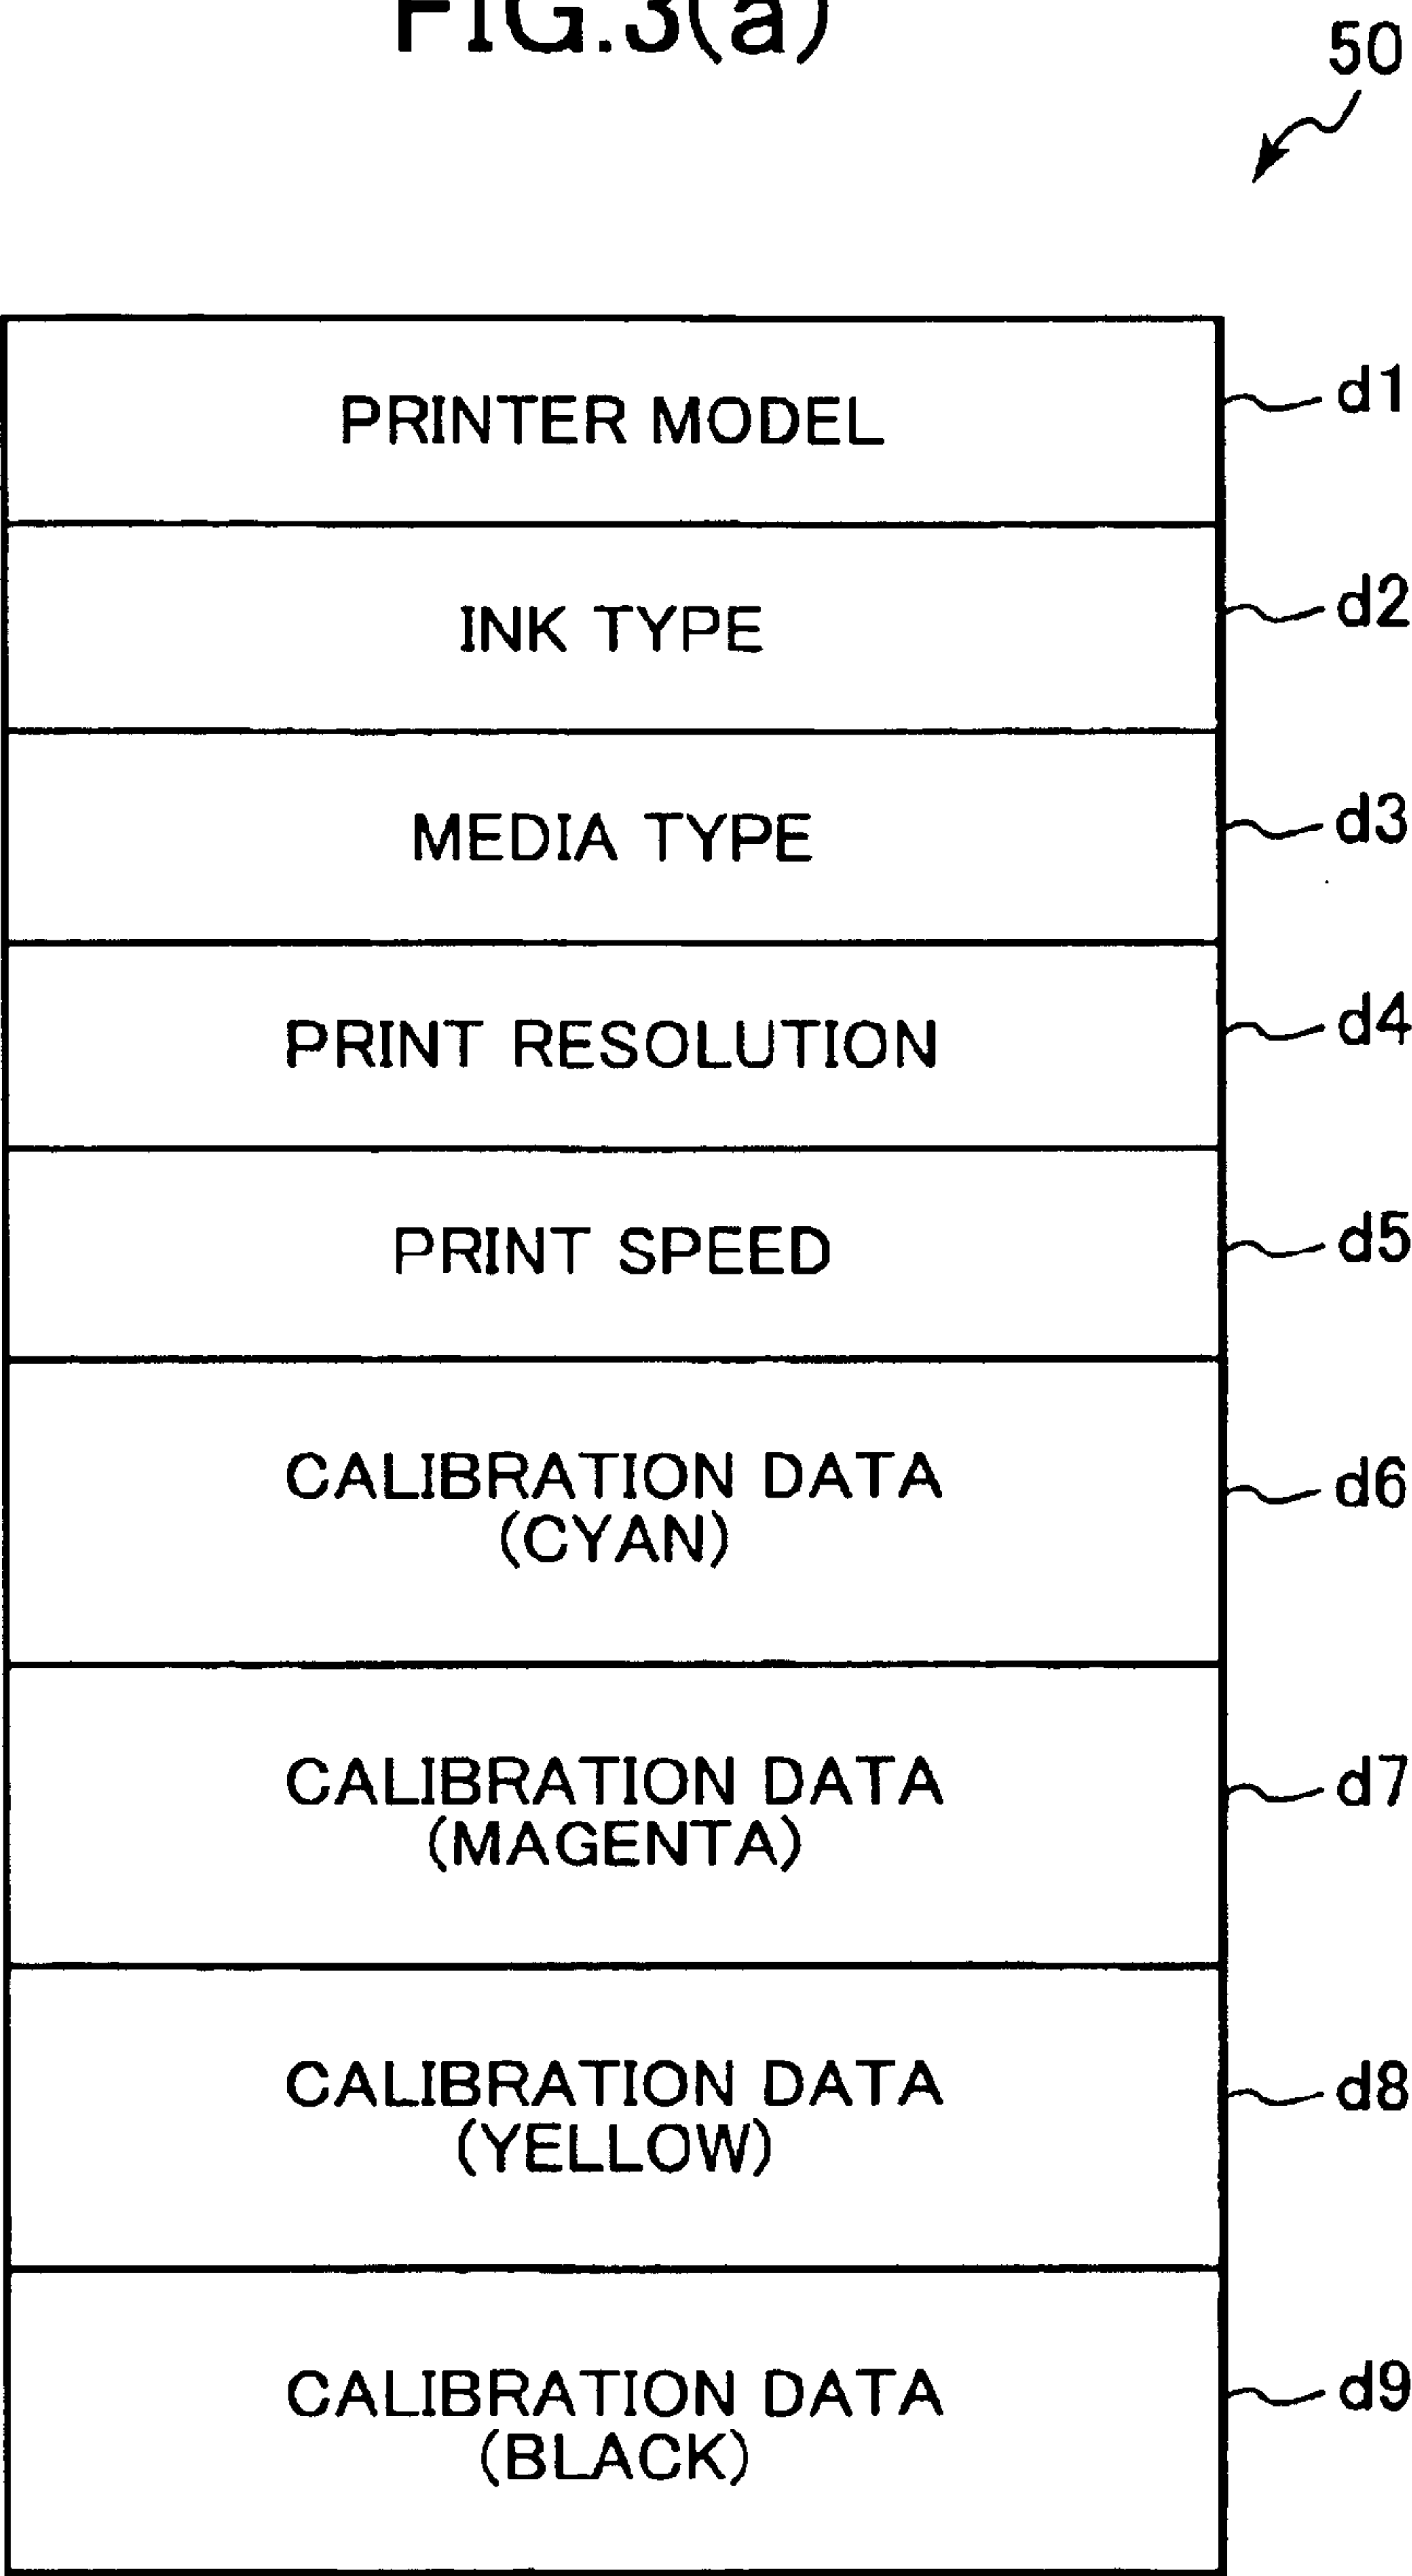 FIG.3(a)
50
PRINTER MODEL d1
INK TYPE d2
MEDIA TYPE d3
PRINT RESOLUTION d4
PRINT SPEED d5
CALIBRATION DATA d6
(CYAN)
CALIBRATION DATA d7
(MAGENTA)
CALIBRATION DATA d8
(YELLOW)
CALIBRATION DATA d9
(BLACK)